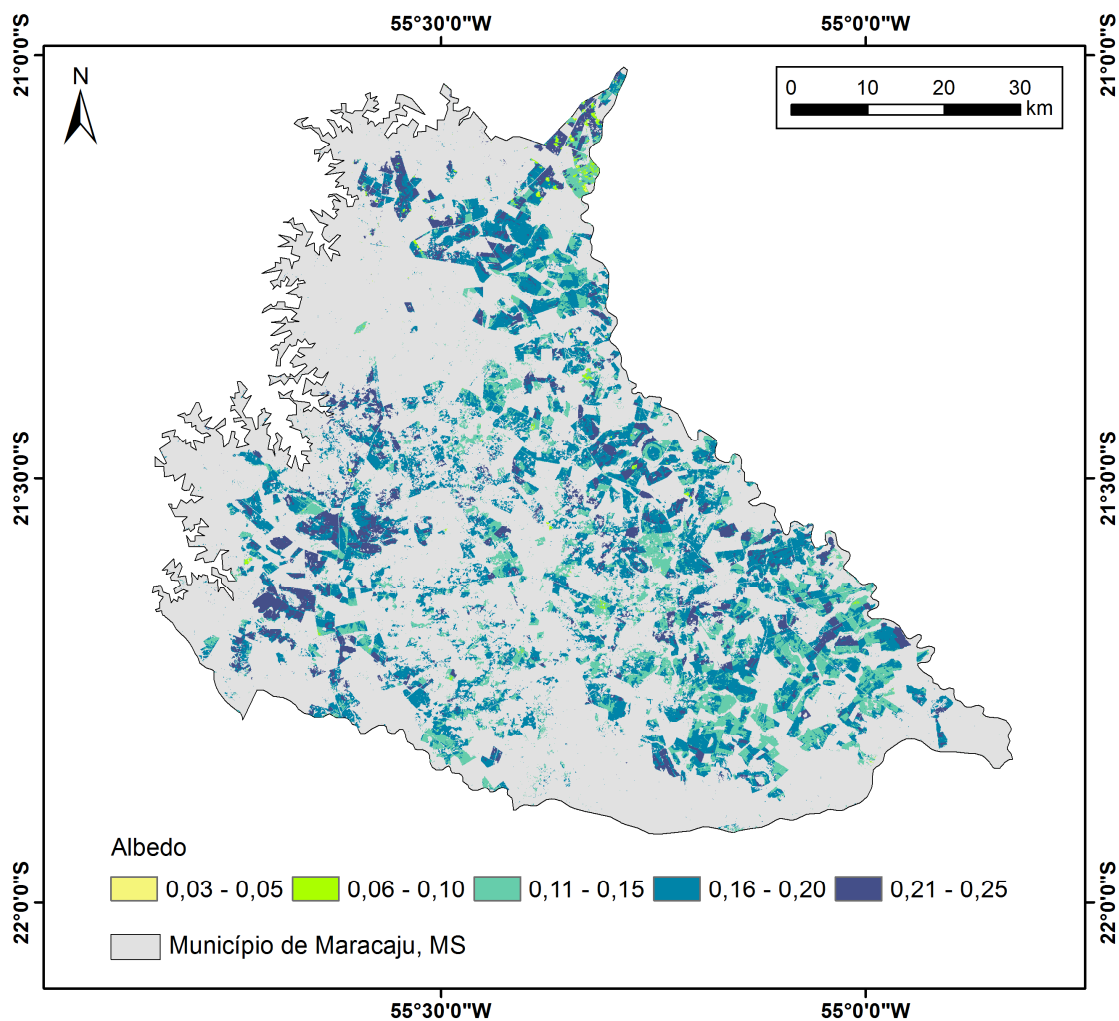 55°30'0"W 55°0'0"W
21°0'0"S 21°0'0"S
N
0 10 20 30
km
21°30'0"S 21°30'0"S
Albedo
0,03 - 0,05 0,06 - 0,10 0,11 - 0,15 0,16 - 0,20 0,21 - 0,25
22°0'0"S 22°0'0"S
Município de Maracaju, MS
55°30'0"W 55°0'0"W